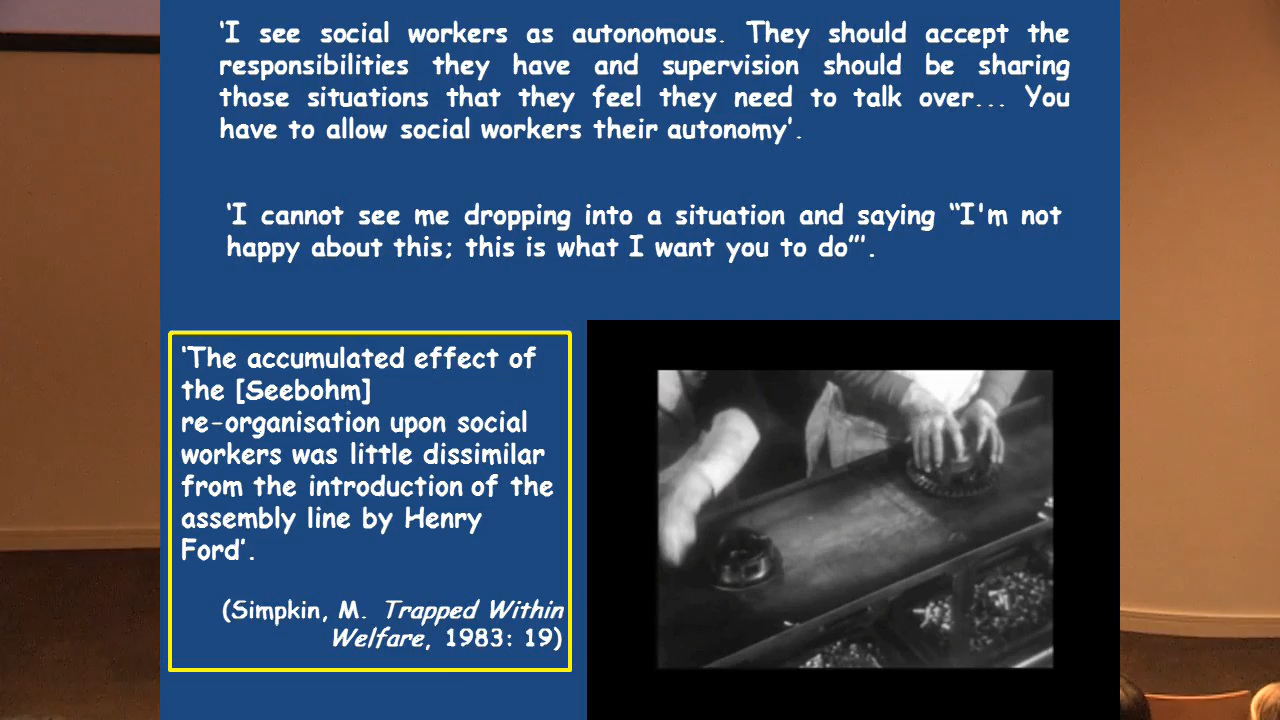 ‘I see social workers as autonomous. They should accept the
responsibilities they have and supervision should be sharing
those situations that they feel they need to talk over... You
have to allow social workers their autonomy’.
‘I cannot see me dropping into a situation and saying “I'm not
happy about this; this is what I want you to do”’.
‘The accumulated effect of
the [Seebohm]
re-organisation upon social
workers was little dissimilar
from the introduction of the
assembly line by Henry
Ford’.
(Simpkin, M. Trapped Within
Welfare, 1983: 19)